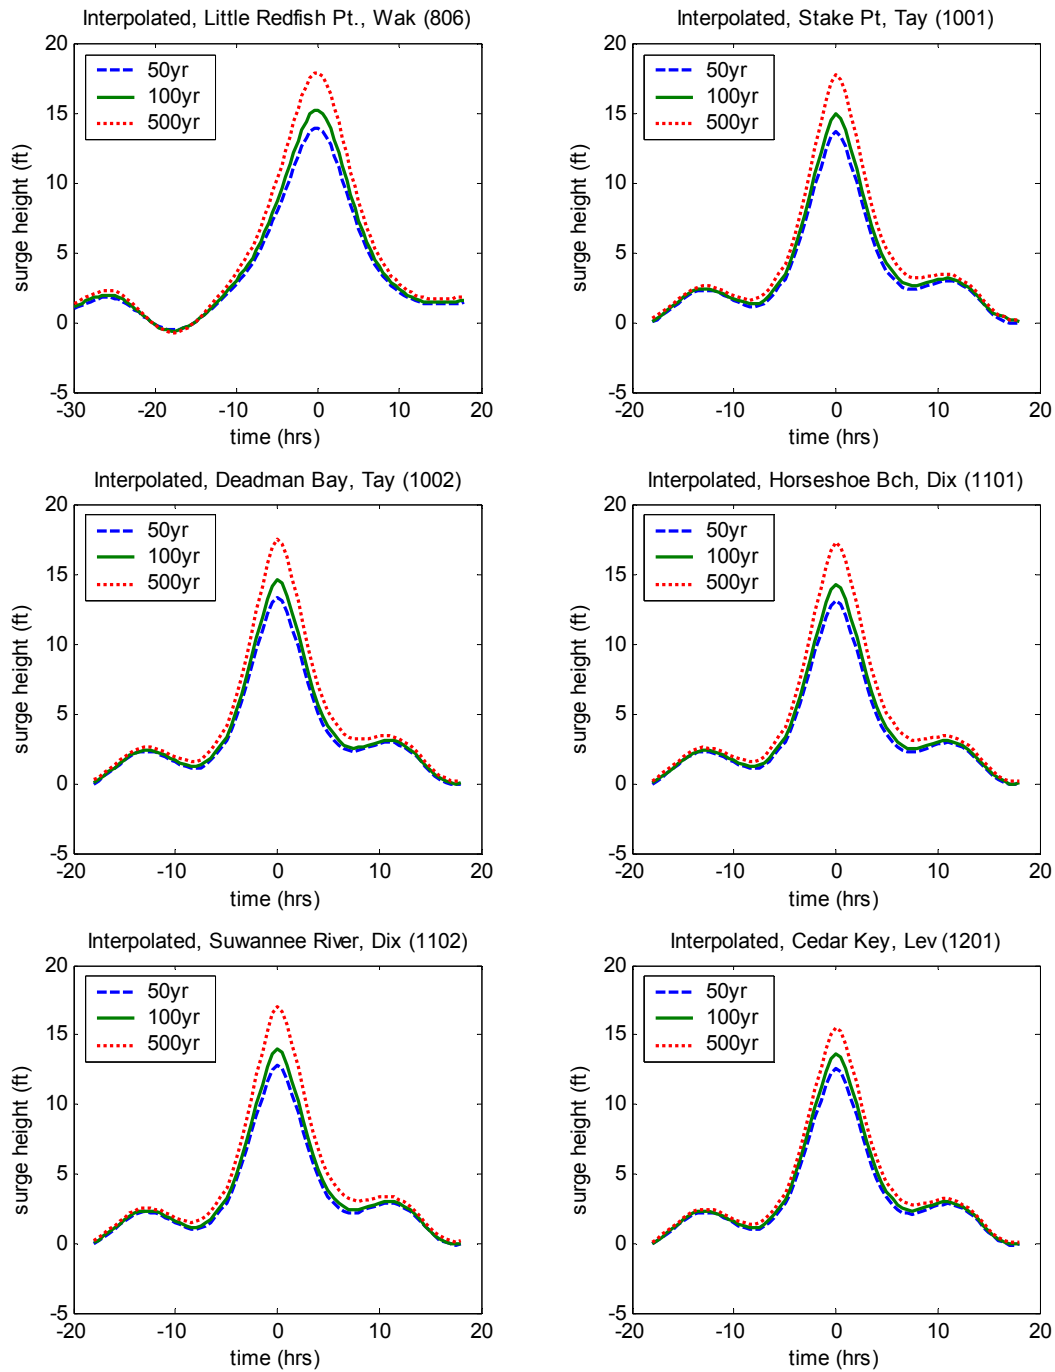 Interpolated, Little Redfish Pt., Wak (806)
20
15
10
5
0
-5
surge height (ft)
50yr
100yr
500yr
-30
-20
-10
0
10
20
time (hrs)
Interpolated, Stake Pt, Tay (1001)
20
15
10
5
0
-5
surge height (ft)
50yr
100yr
500yr
-20
-10
0
10
20
time (hrs)
Interpolated, Deadman Bay, Tay (1002)
20
15
10
5
0
-5
surge height (ft)
50yr
100yr
500yr
-20
-10
0
10
20
time (hrs)
Interpolated, Horseshoe Bch, Dix (1101)
20
15
10
5
0
-5
surge height (ft)
50yr
100yr
500yr
-20
-10
0
10
20
time (hrs)
Interpolated, Suwannee River, Dix (1102)
20
15
10
5
0
-5
surge height (ft)
50yr
100yr
500yr
-20
-10
0
10
20
time (hrs)
Interpolated, Cedar Key, Lev (1201)
20
15
10
5
0
-5
surge height (ft)
50yr
100yr
500yr
-20
-10
0
10
20
time (hrs)